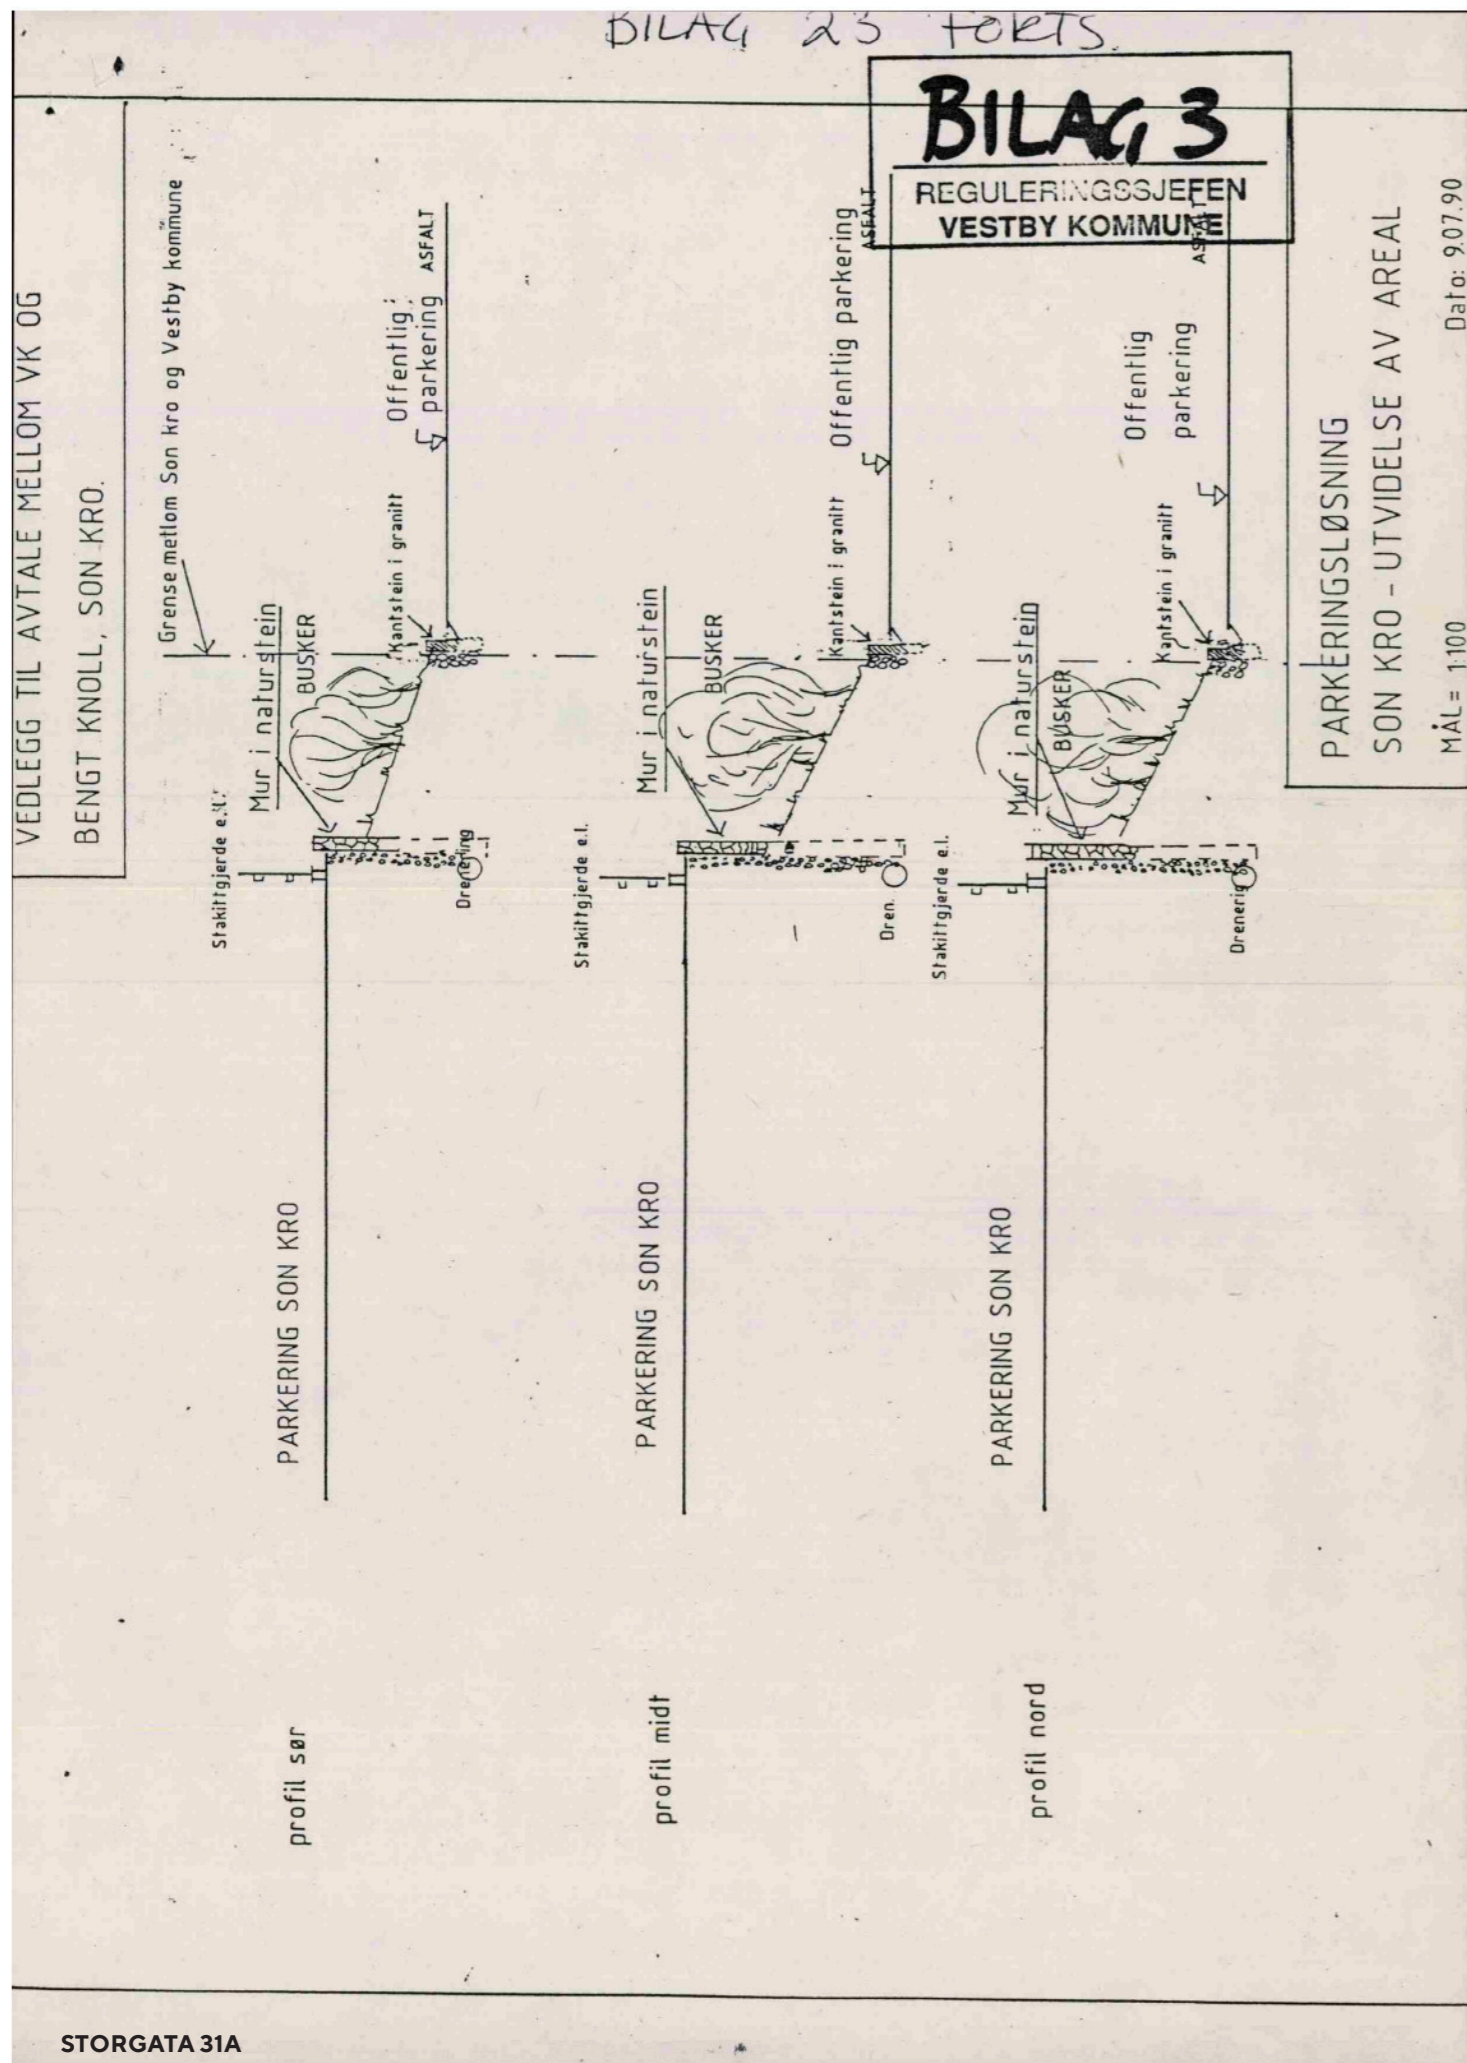 BILAG 23 FORTS.
BILAG 3
REGULERINGSSJEFEN
VESTBY KOMMUNE
VEDLEGG TIL AVTALE MELLOM VK OG
BENGT KNOLL, SON KRO.
Grense mellom Son kro og Vestby kommune
profil sør
PARKERING SON KRO
Stakittgjerde e.l.
Mur i naturstein
BUSKER
Drenering
Kantstein i granitt
Offentlig
parkering
ASFALT
profil midt
PARKERING SON KRO
Stakittgjerde e.l.
Mur i naturstein
BUSKER
Dren.
Kantstein i granitt
Offentlig parkering
ASFALT
profil nord
PARKERING SON KRO
Stakittgjerde e.l.
Mur i naturstein
BUSKER
Drenerig
Kantstein i granitt
Offentlig
parkering
ASFALT
PARKERINGSLØSNING
SON KRO - UTVIDELSE AV AREAL
MÅL= 1:100 Dato: 9.07.90
STORGATA 31A